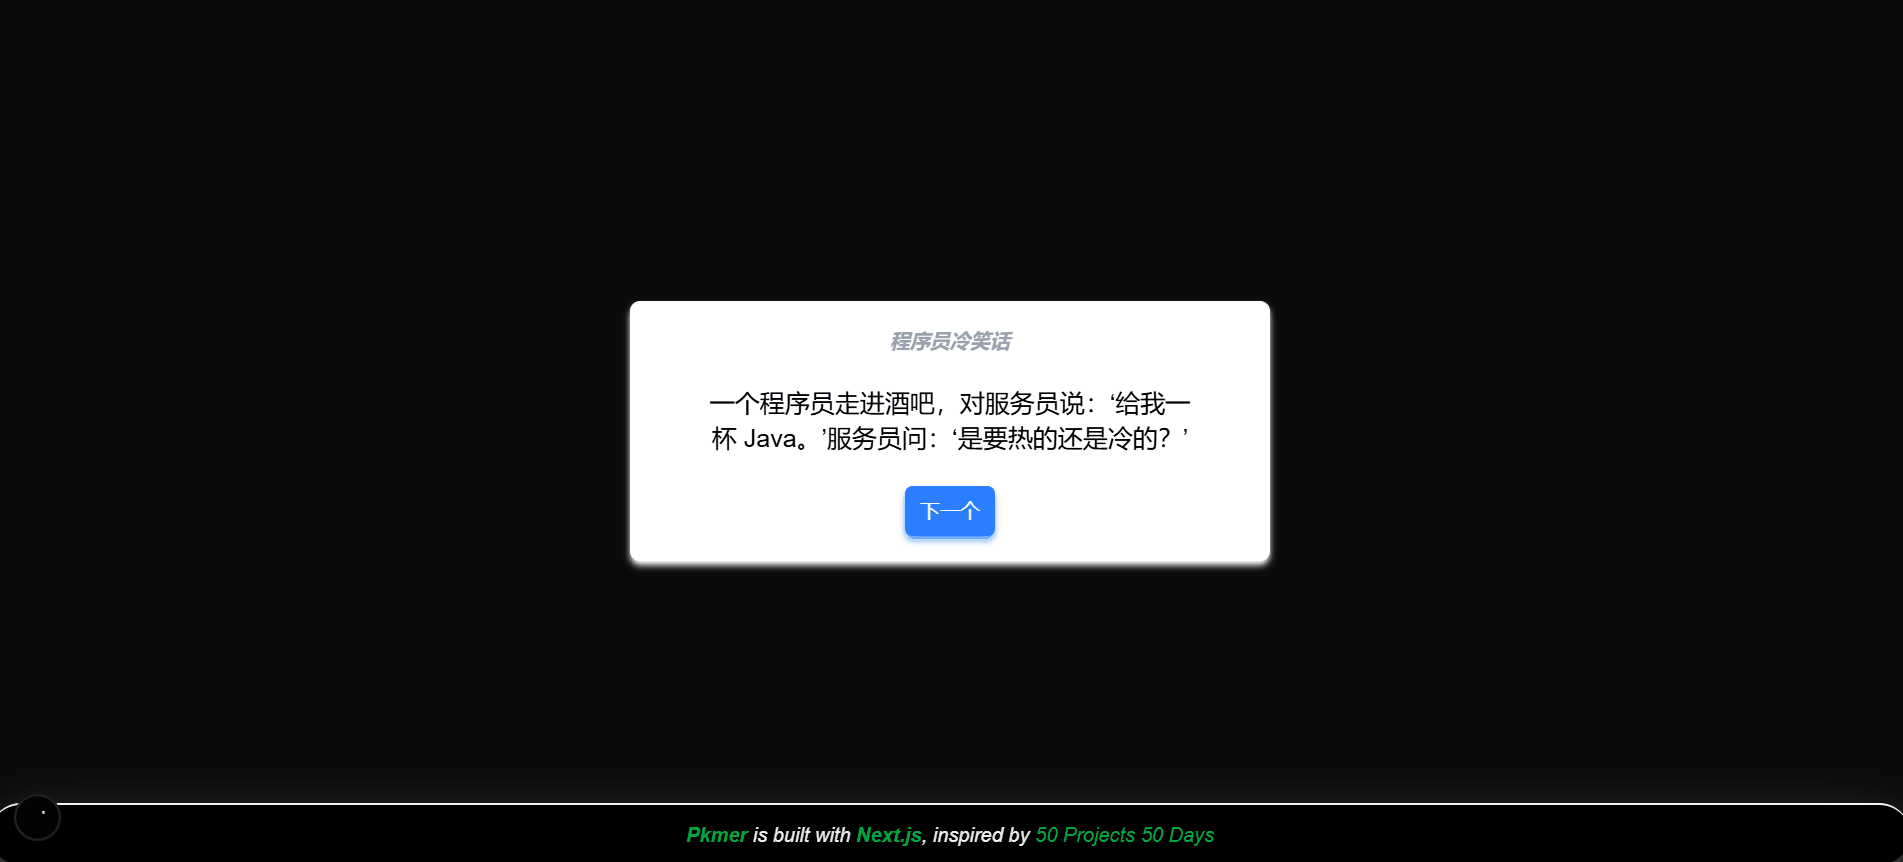 程序员冷笑话
一个程序员走进酒吧，对服务员说：‘给我一
杯 Java。’服务员问：‘是要热的还是冷的？’
下一个
Pkmer is built with Next.js, inspired by 50 Projects 50 Days